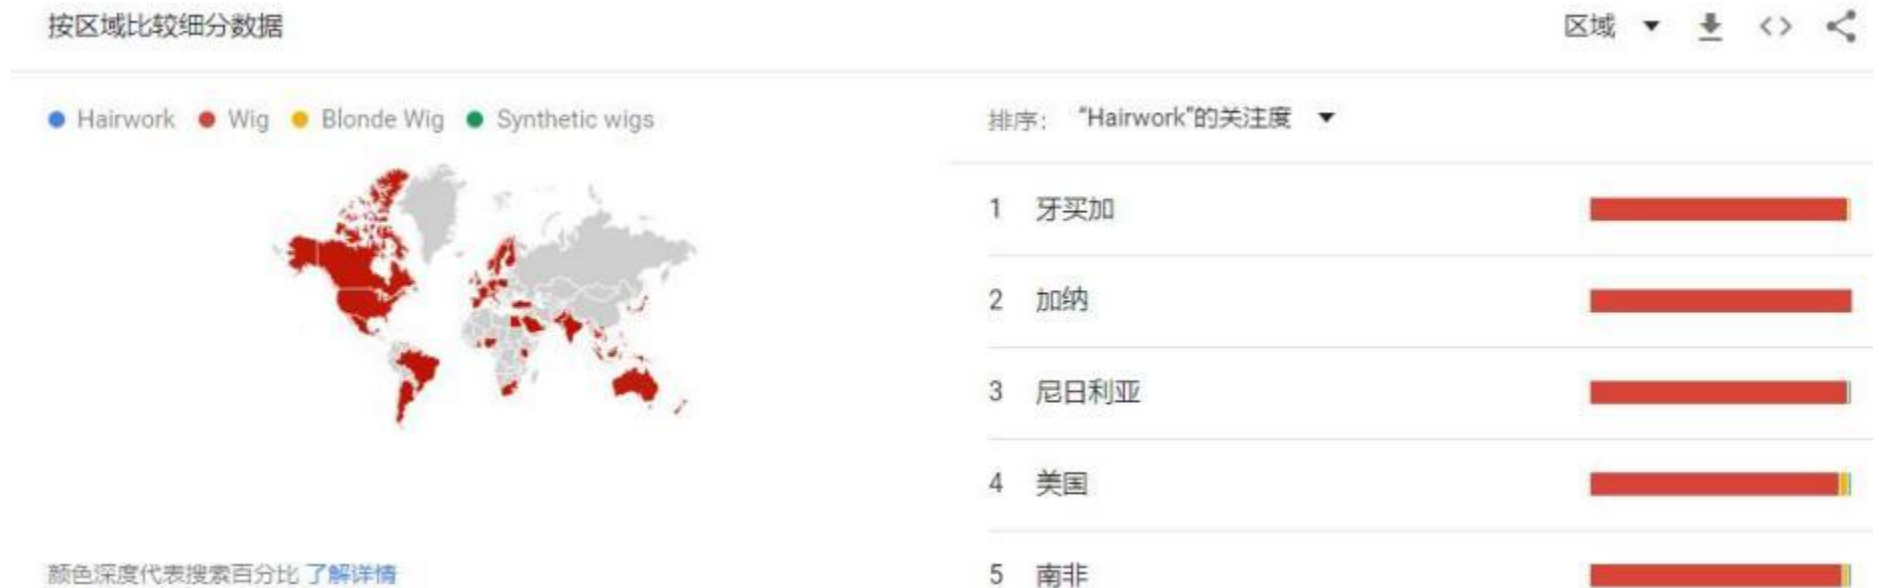 按区域比较细分数据
区域
Hairwork Wig Blonde Wig Synthetic wigs
排序: "Hairwork"的关注度
1 牙买加
2 加纳
3 尼日利亚
4 美国
5 南非
颜色深度代表搜索百分比 了解详情